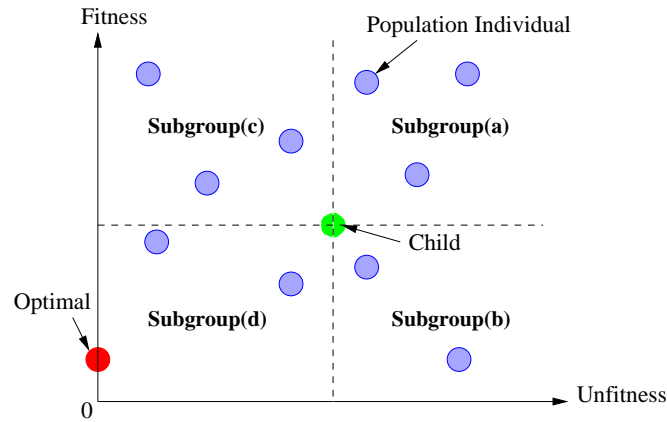 Fitness
Population Individual
Subgroup(c)
Subgroup(a)
Child
Optimal
Subgroup(d)
Subgroup(b)
Unfitness
0